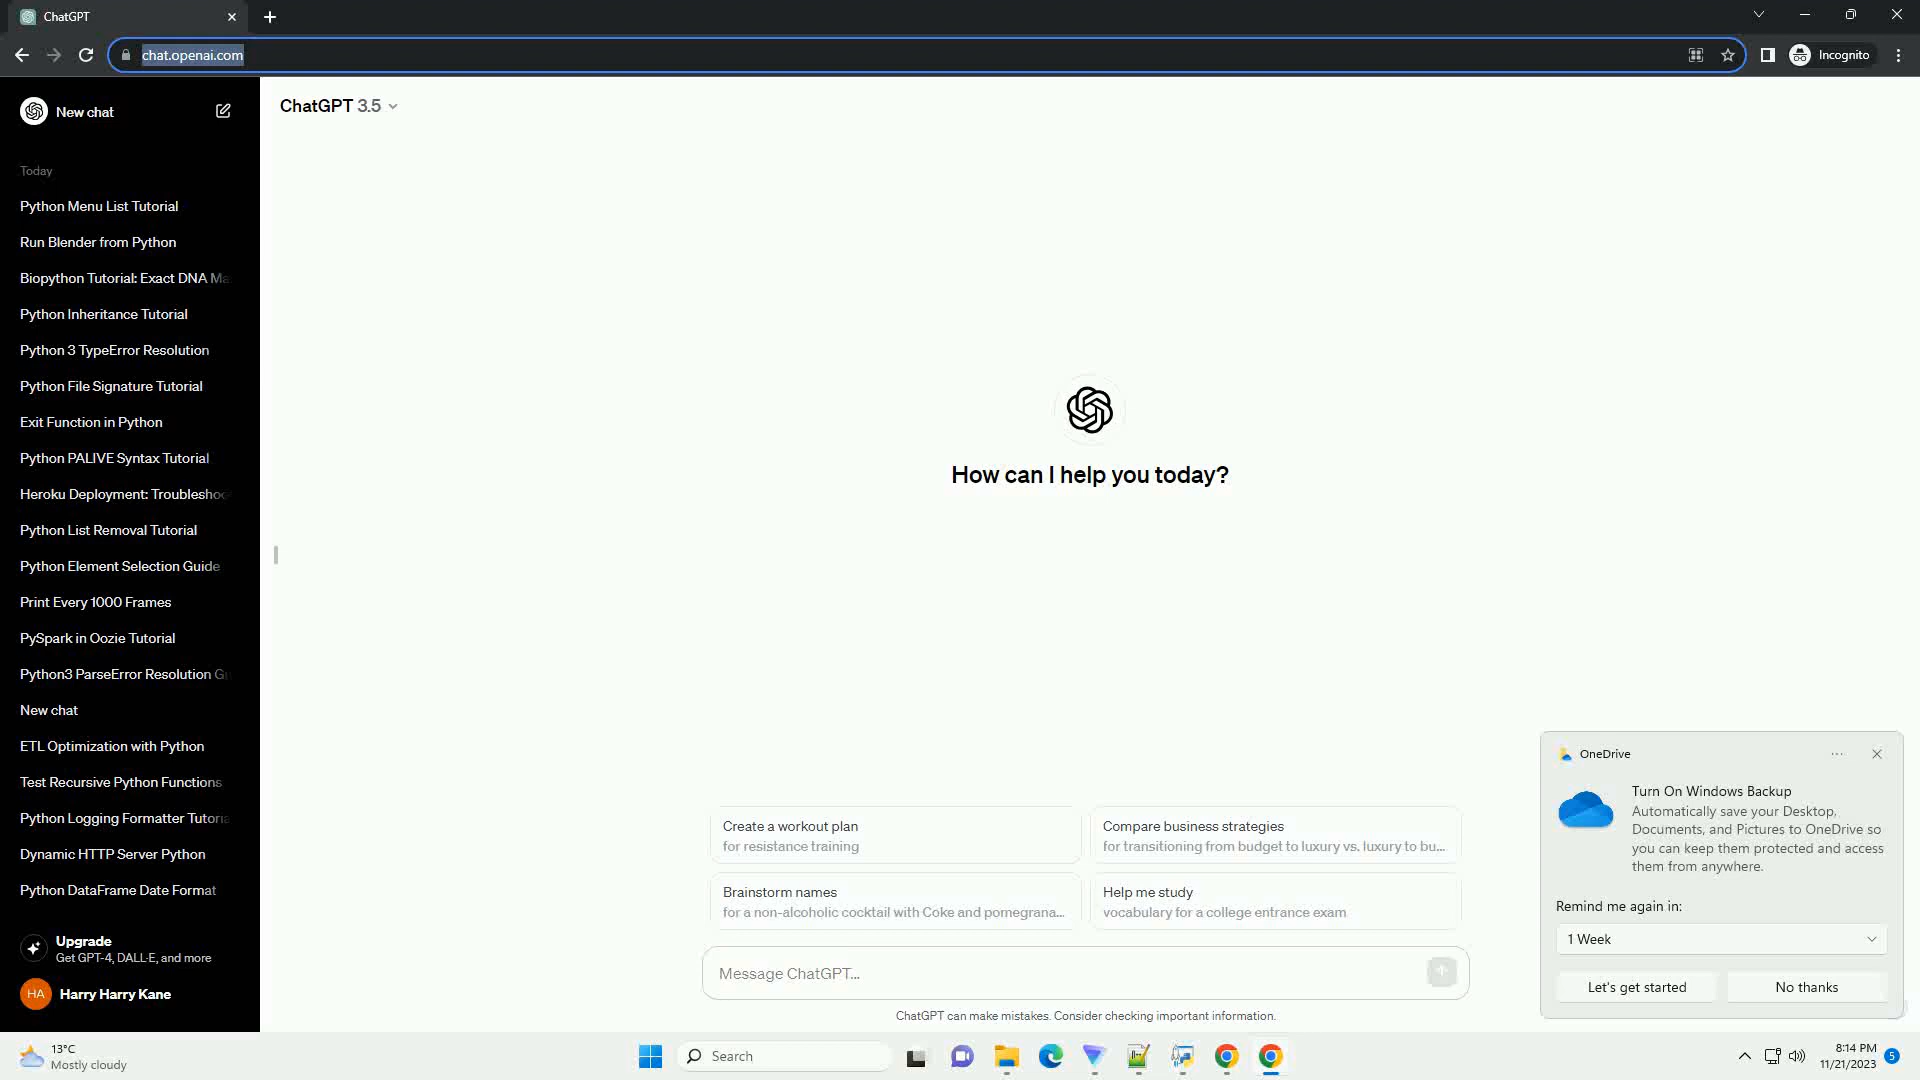 ChatGPT
chat.openai.com
Incognito
New chat
ChatGPT 3.5
Today
Python Menu List Tutorial
Run Blender from Python
Biopython Tutorial: Exact DNA Ma
Python Inheritance Tutorial
Python 3 TypeError Resolution
Python File Signature Tutorial
Exit Function in Python
Python PALIVE Syntax Tutorial
Heroku Deployment: Troubleshoo
Python List Removal Tutorial
Python Element Selection Guide
Print Every 1000 Frames
PySpark in Oozie Tutorial
Python3 ParseError Resolution Gu
New chat
ETL Optimization with Python
Test Recursive Python Functions
Python Logging Formatter Tutoria
Dynamic HTTP Server Python
Python DataFrame Date Format
Upgrade
Get GPT-4, DALL·E, and more
HA Harry Harry Kane
How can I help you today?
Create a workout plan
for resistance training
Compare business strategies
for transitioning from budget to luxury vs. luxury to bu...
Brainstorm names
for a non-alcoholic cocktail with Coke and pomegrana...
Help me study
vocabulary for a college entrance exam
Message ChatGPT...
ChatGPT can make mistakes. Consider checking important information.
OneDrive
Turn On Windows Backup
Automatically save your Desktop,
Documents, and Pictures to OneDrive so
you can keep them protected and access
them from anywhere.
Remind me again in:
1 Week
Let's get started
No thanks
13°C
Mostly cloudy
Search
8:14 PM
11/21/2023
5